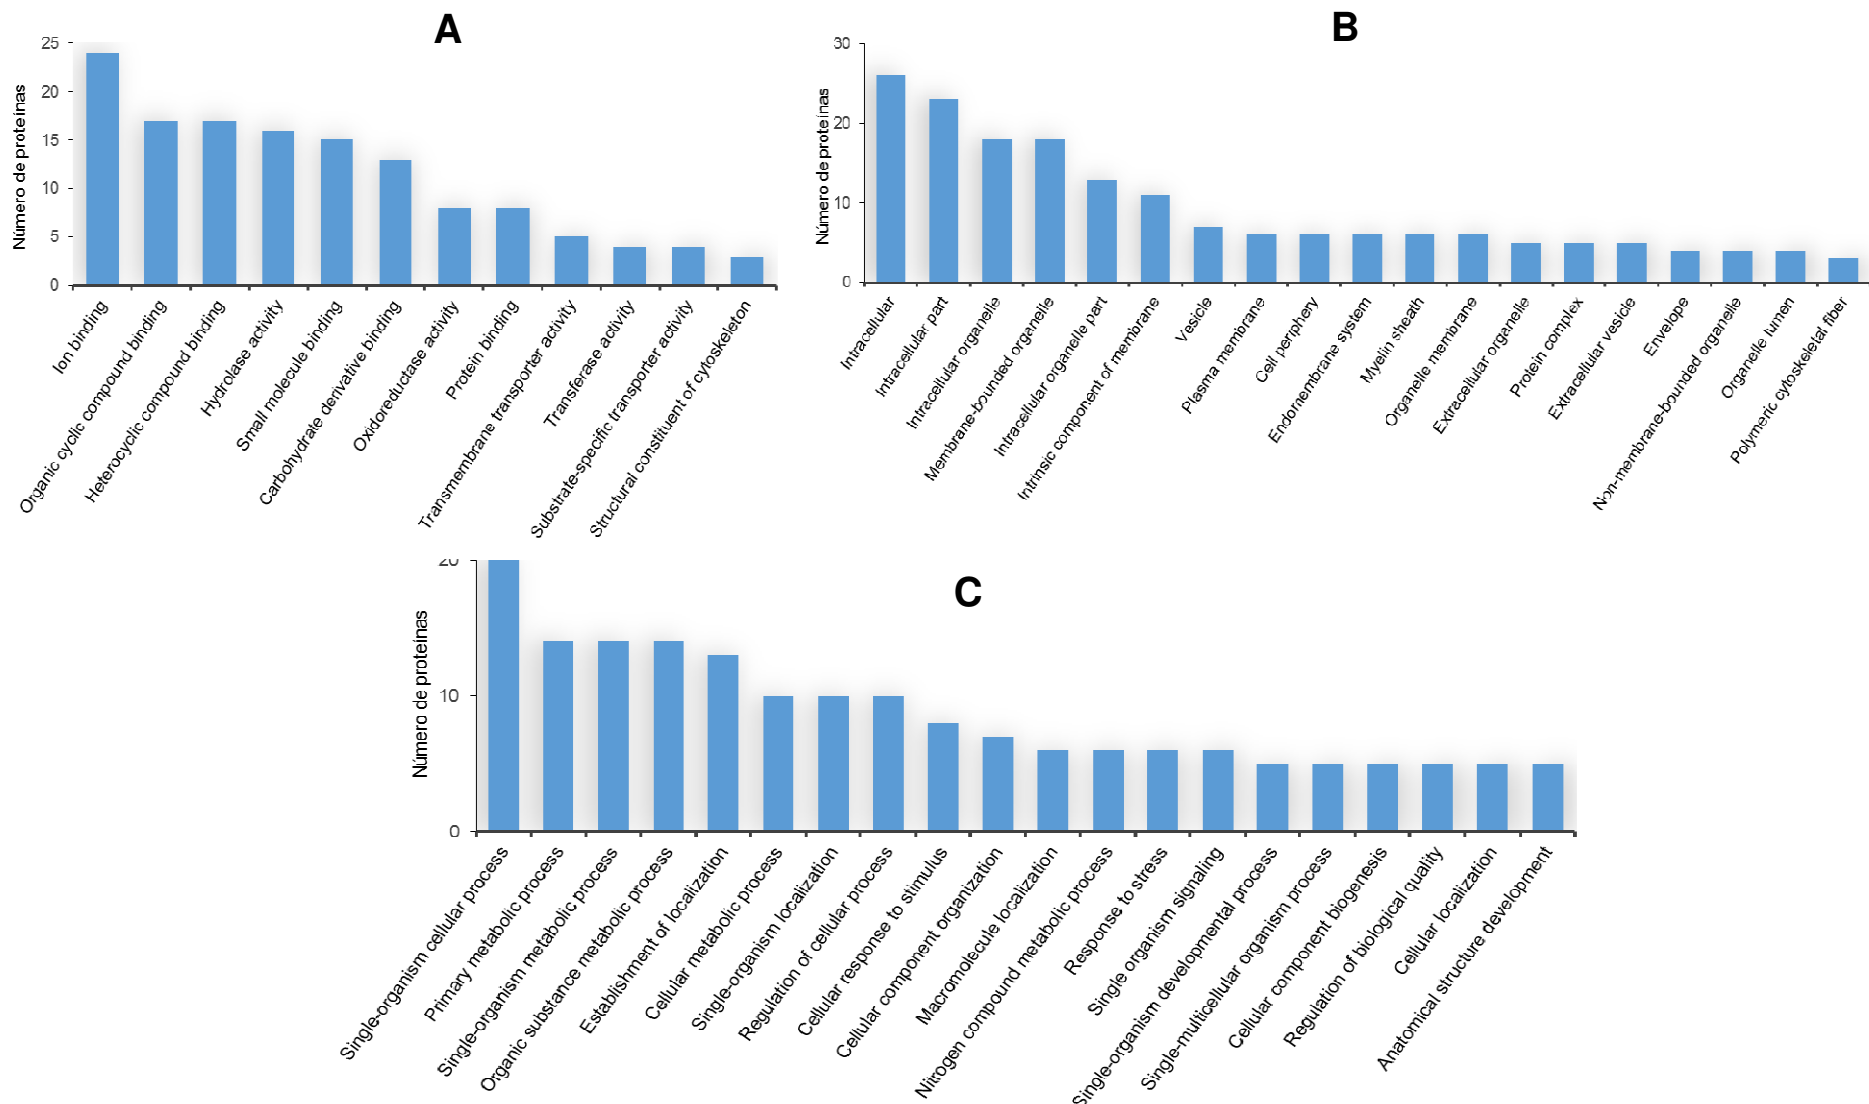 A
Número de proteínas
25
20
15
10
5
0
Ion binding
Organic cyclic compound binding
Heterocyclic compound binding
Hydrolase activity
Small molecule binding
Carbohydrate derivative binding
Oxidoreductase activity
Protein binding
Transmembrane transporter activity
Transferase activity
Substrate-specific transporter activity
Structural constituent of cytoskeleton
B
Número de proteínas
30
20
10
0
Intracellular
Intracellular part
Intracellular organelle
Membrane-bounded organelle
Intracellular organelle part
Intrinsic component of membrane
Vesicle
Plasma membrane
Cell periphery
Endomembrane system
Myelin sheath
Organelle membrane
Extracellular organelle
Protein complex
Extracellular vesicle
Envelope
Non-membrane-bounded organelle
Organelle lumen
Polymeric cytoskeletal fiber
C
Número de proteínas
20
10
0
Single-organism cellular process
Primary metabolic process
Single-organism metabolic process
Organic substance metabolic process
Establishment of localization
Cellular metabolic process
Single-organism localization
Regulation of cellular process
Cellular response to stimulus
Cellular component organization
Macromolecule localization
Nitrogen compound metabolic process
Response to stress
Single organism signaling
Single-organism developmental process
Single-multicellular organism process
Cellular component biogenesis
Regulation of biological quality
Cellular localization
Anatomical structure development